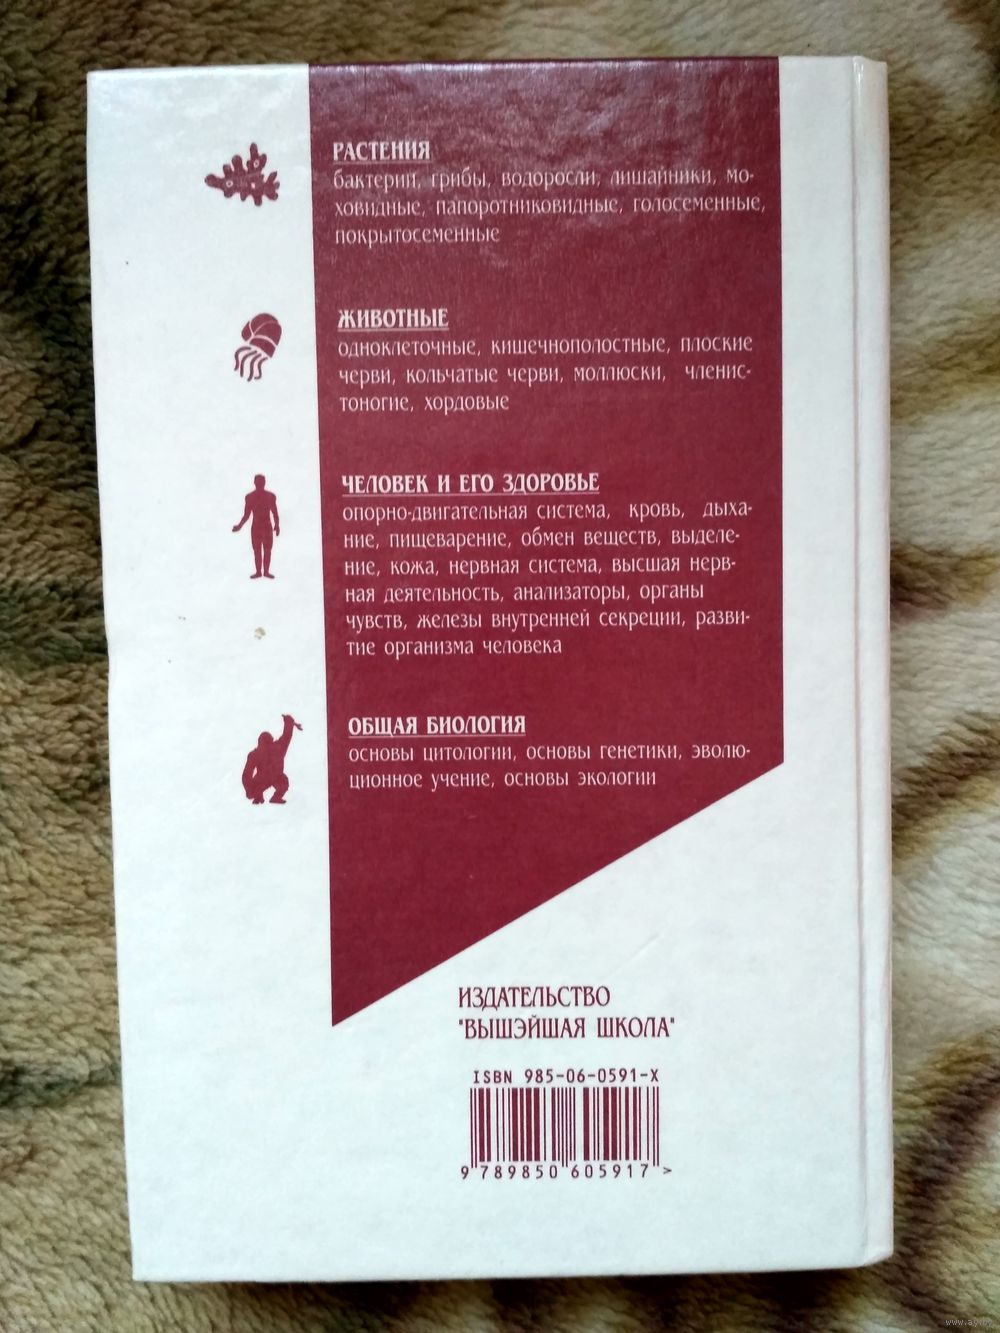 РАСТЕНИЯ
бактерии, грибы, водоросли, лишайники, мо-
ховидные, папоротниковидные, голосеменные,
покрытосеменные
ЖИВОТНЫЕ
одноклеточные, кишечнополостные, плоские
черви, кольчатые черви, моллюски, членис-
тоногие, хордовые
ЧЕЛОВЕК И ЕГО ЗДОРОВЬЕ
опорно-двигательная система, кровь, дыха-
ние, пищеварение, обмен веществ, выделе-
ние, кожа, нервная система, высшая нерв-
ная деятельность, анализаторы, органы
чувств, железы внутренней секреции, разви-
тие организма человека
ОБЩАЯ БИОЛОГИЯ
основы цитологии, основы генетики, эволю-
ционное учение, основы экологии
ИЗДАТЕЛЬСТВО
"ВЫШЭЙШАЯ ШКОЛА"
ISBN 985-06-0591-X
9 789850 605917 >
www.ay.by